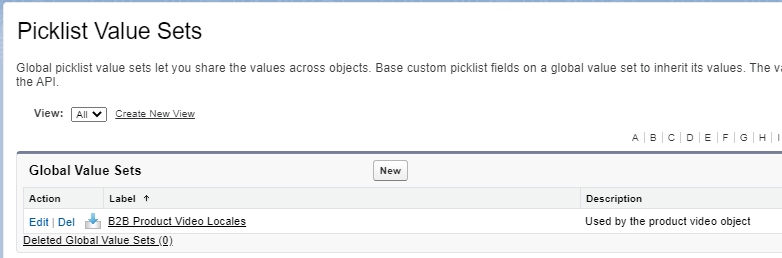 Picklist Value Sets
Global picklist value sets let you share the values across objects. Base custom picklist fields on a global value set to inherit its values. The
the API.
View: All Create New View
A | B | C | D | E | F | G | H | I
Global Value Sets New
Action Label ↑ Description
Edit | Del B2B Product Video Locales Used by the product video object
Deleted Global Value Sets (0)